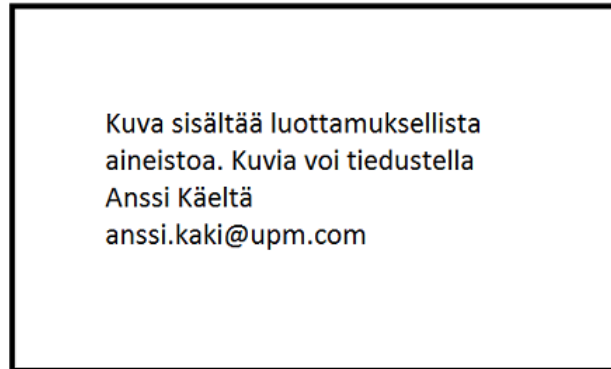 Kuva sisältää luottamuksellista
aineistoa. Kuvia voi tiedustella
Anssi Käeltä
anssi.kaki@upm.com